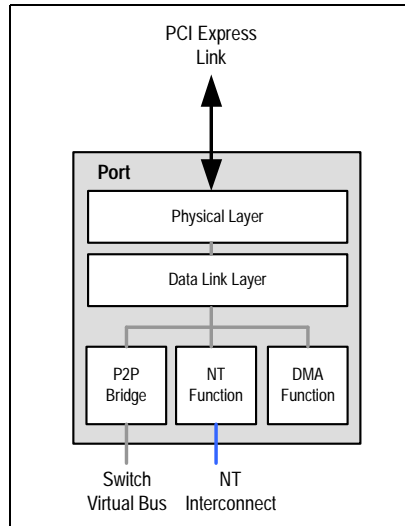 PCI Express
Link
Port
Physical Layer
Data Link Layer
P2P
Bridge
NT
Function
DMA
Function
Switch
Virtual Bus
NT
Interconnect